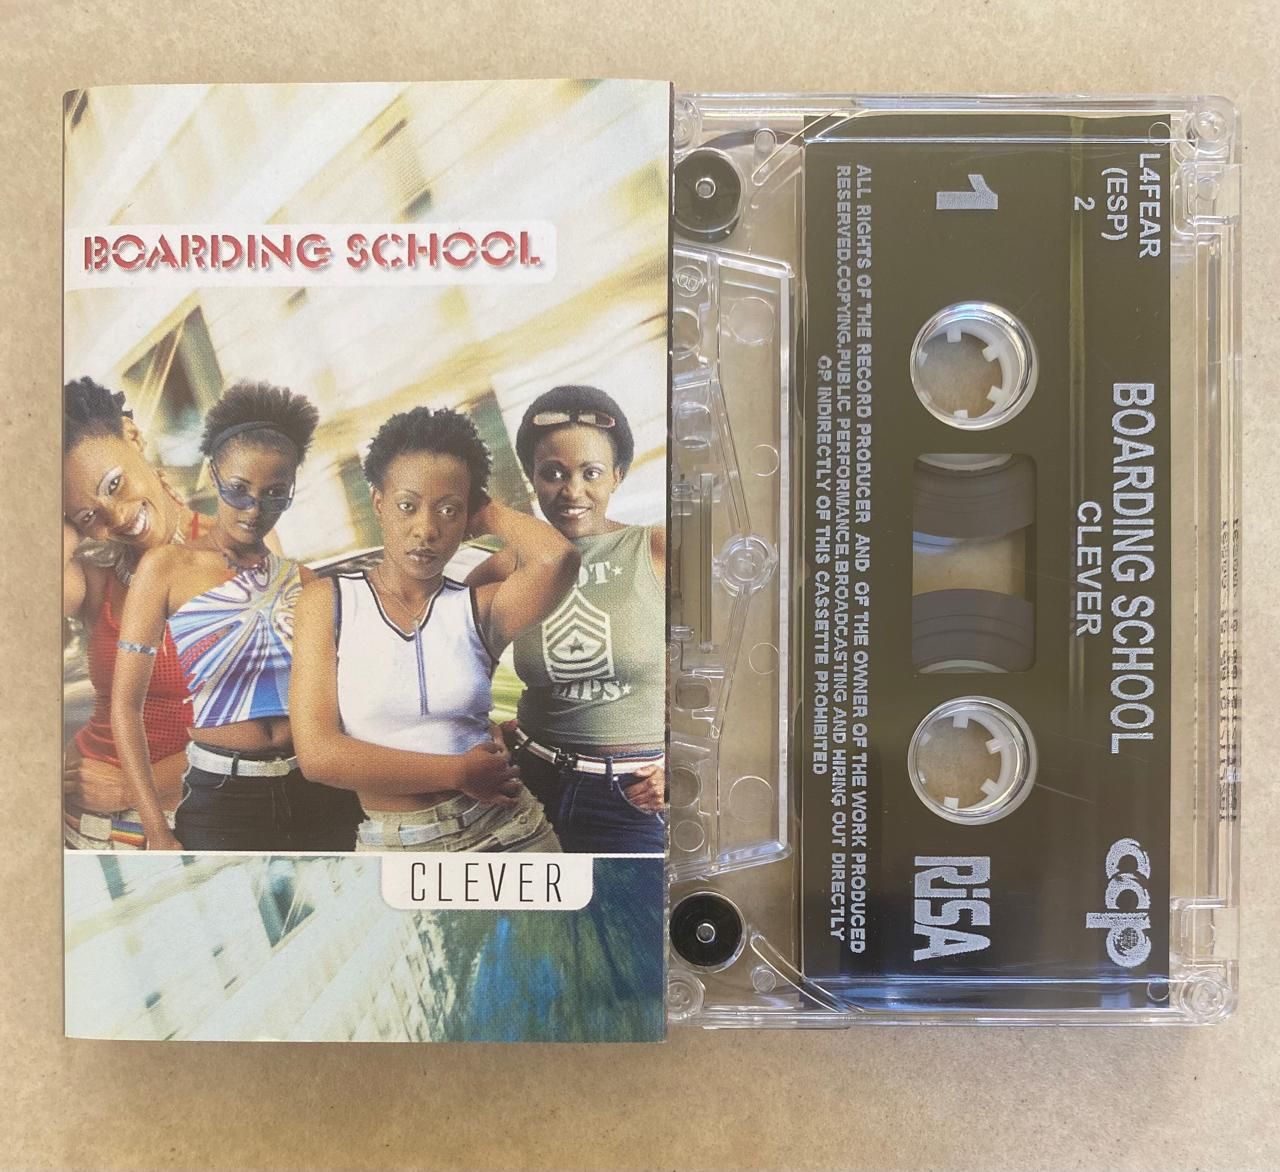 BOARDING SCHOOL
CLEVER
L4FEAR
(ESP)
2
1
BOARDING SCHOOL
CLEVER
ccp
RISA
ALL RIGHTS OF THE RECORD PRODUCER AND OF THE OWNER OF THE WORK PRODUCED
RESERVED.COPYING,PUBLIC PERFORMANCE,BROADCASTING AND HIRING OUT DIRECTLY
OR INDIRECTLY OF THIS CASSETTE PROHIBITED